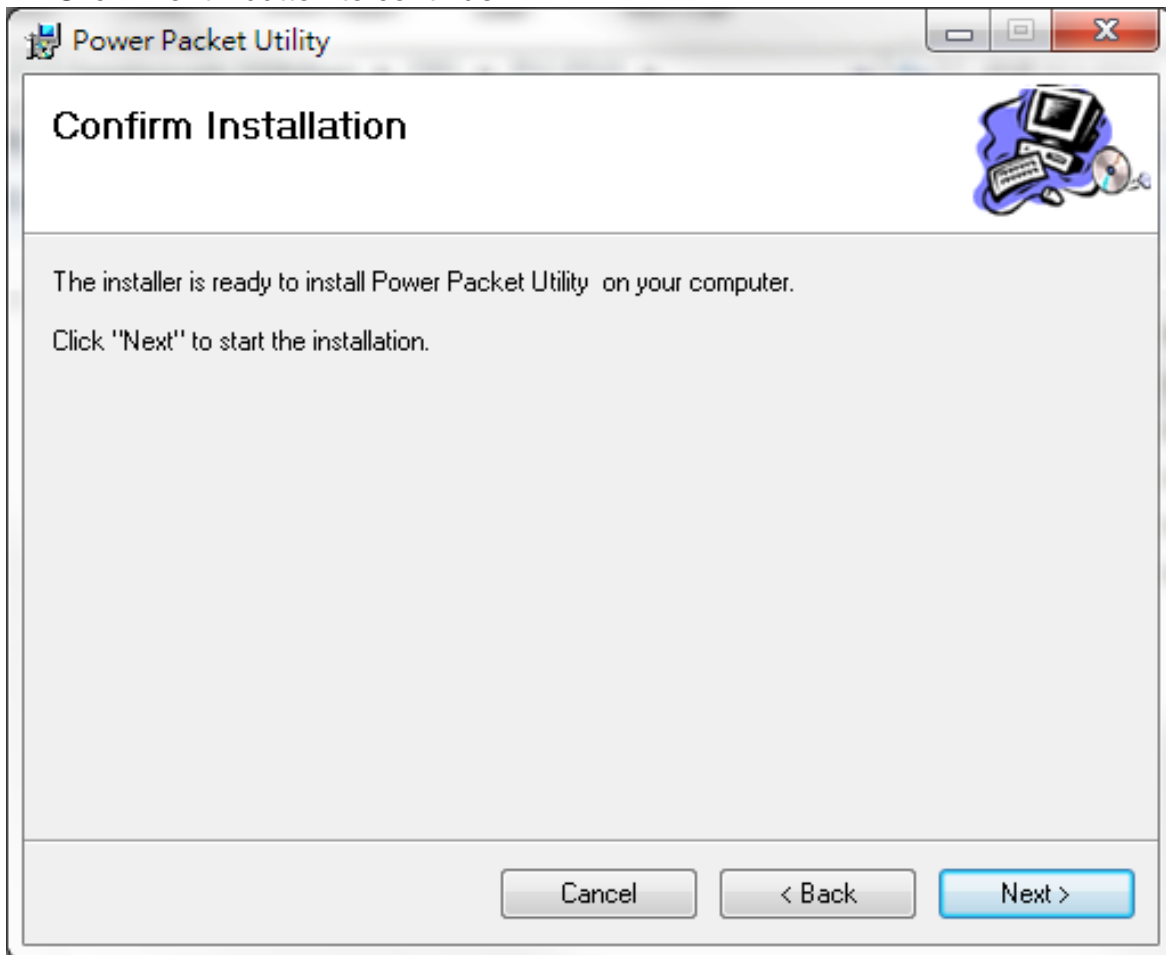 Power Packet Utility
Confirm Installation
The installer is ready to install Power Packet Utility  on your computer.
Click "Next" to start the installation.
Cancel
< Back
Next >